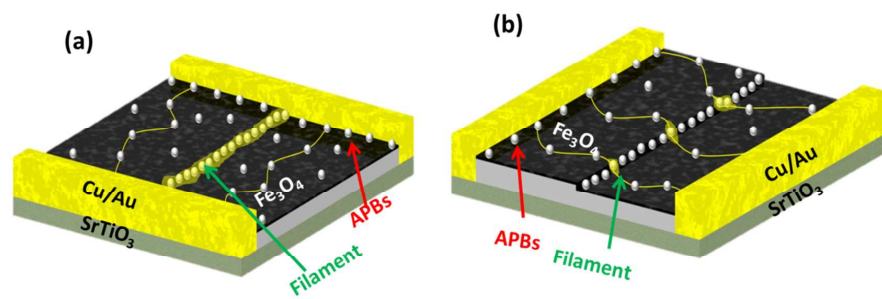 (a)
Fe3O4
Cu/Au
SrTiO3
APBs
Filament
(b)
Fe3O4
Cu/Au
SrTiO3
APBs
Filament